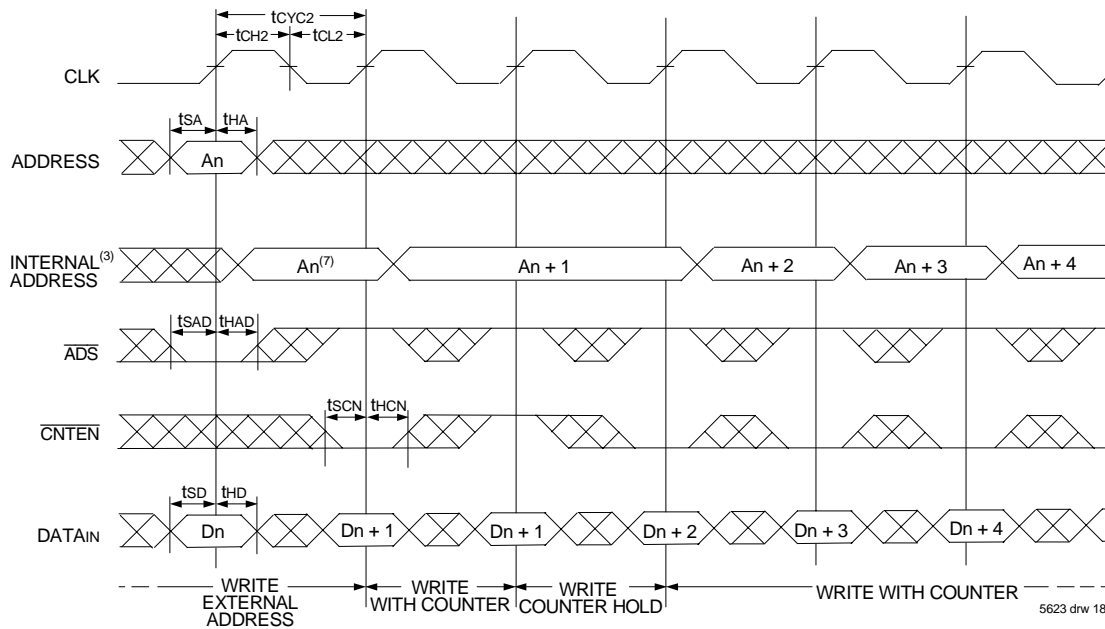 tCYC2
tCH2 tCL2
CLK
tSA tHA
ADDRESS An
INTERNAL(3)
ADDRESS An(7) An + 1 An + 2 An + 3 An + 4
tSAD tHAD
ADS
tSCN tHCN
CNTEN
tSD tHD
DATAIN Dn Dn + 1 Dn + 1 Dn + 2 Dn + 3 Dn + 4
WRITE
EXTERNAL
ADDRESS
WRITE
WITH COUNTER
WRITE
COUNTER HOLD
WRITE WITH COUNTER
5623 drw 18